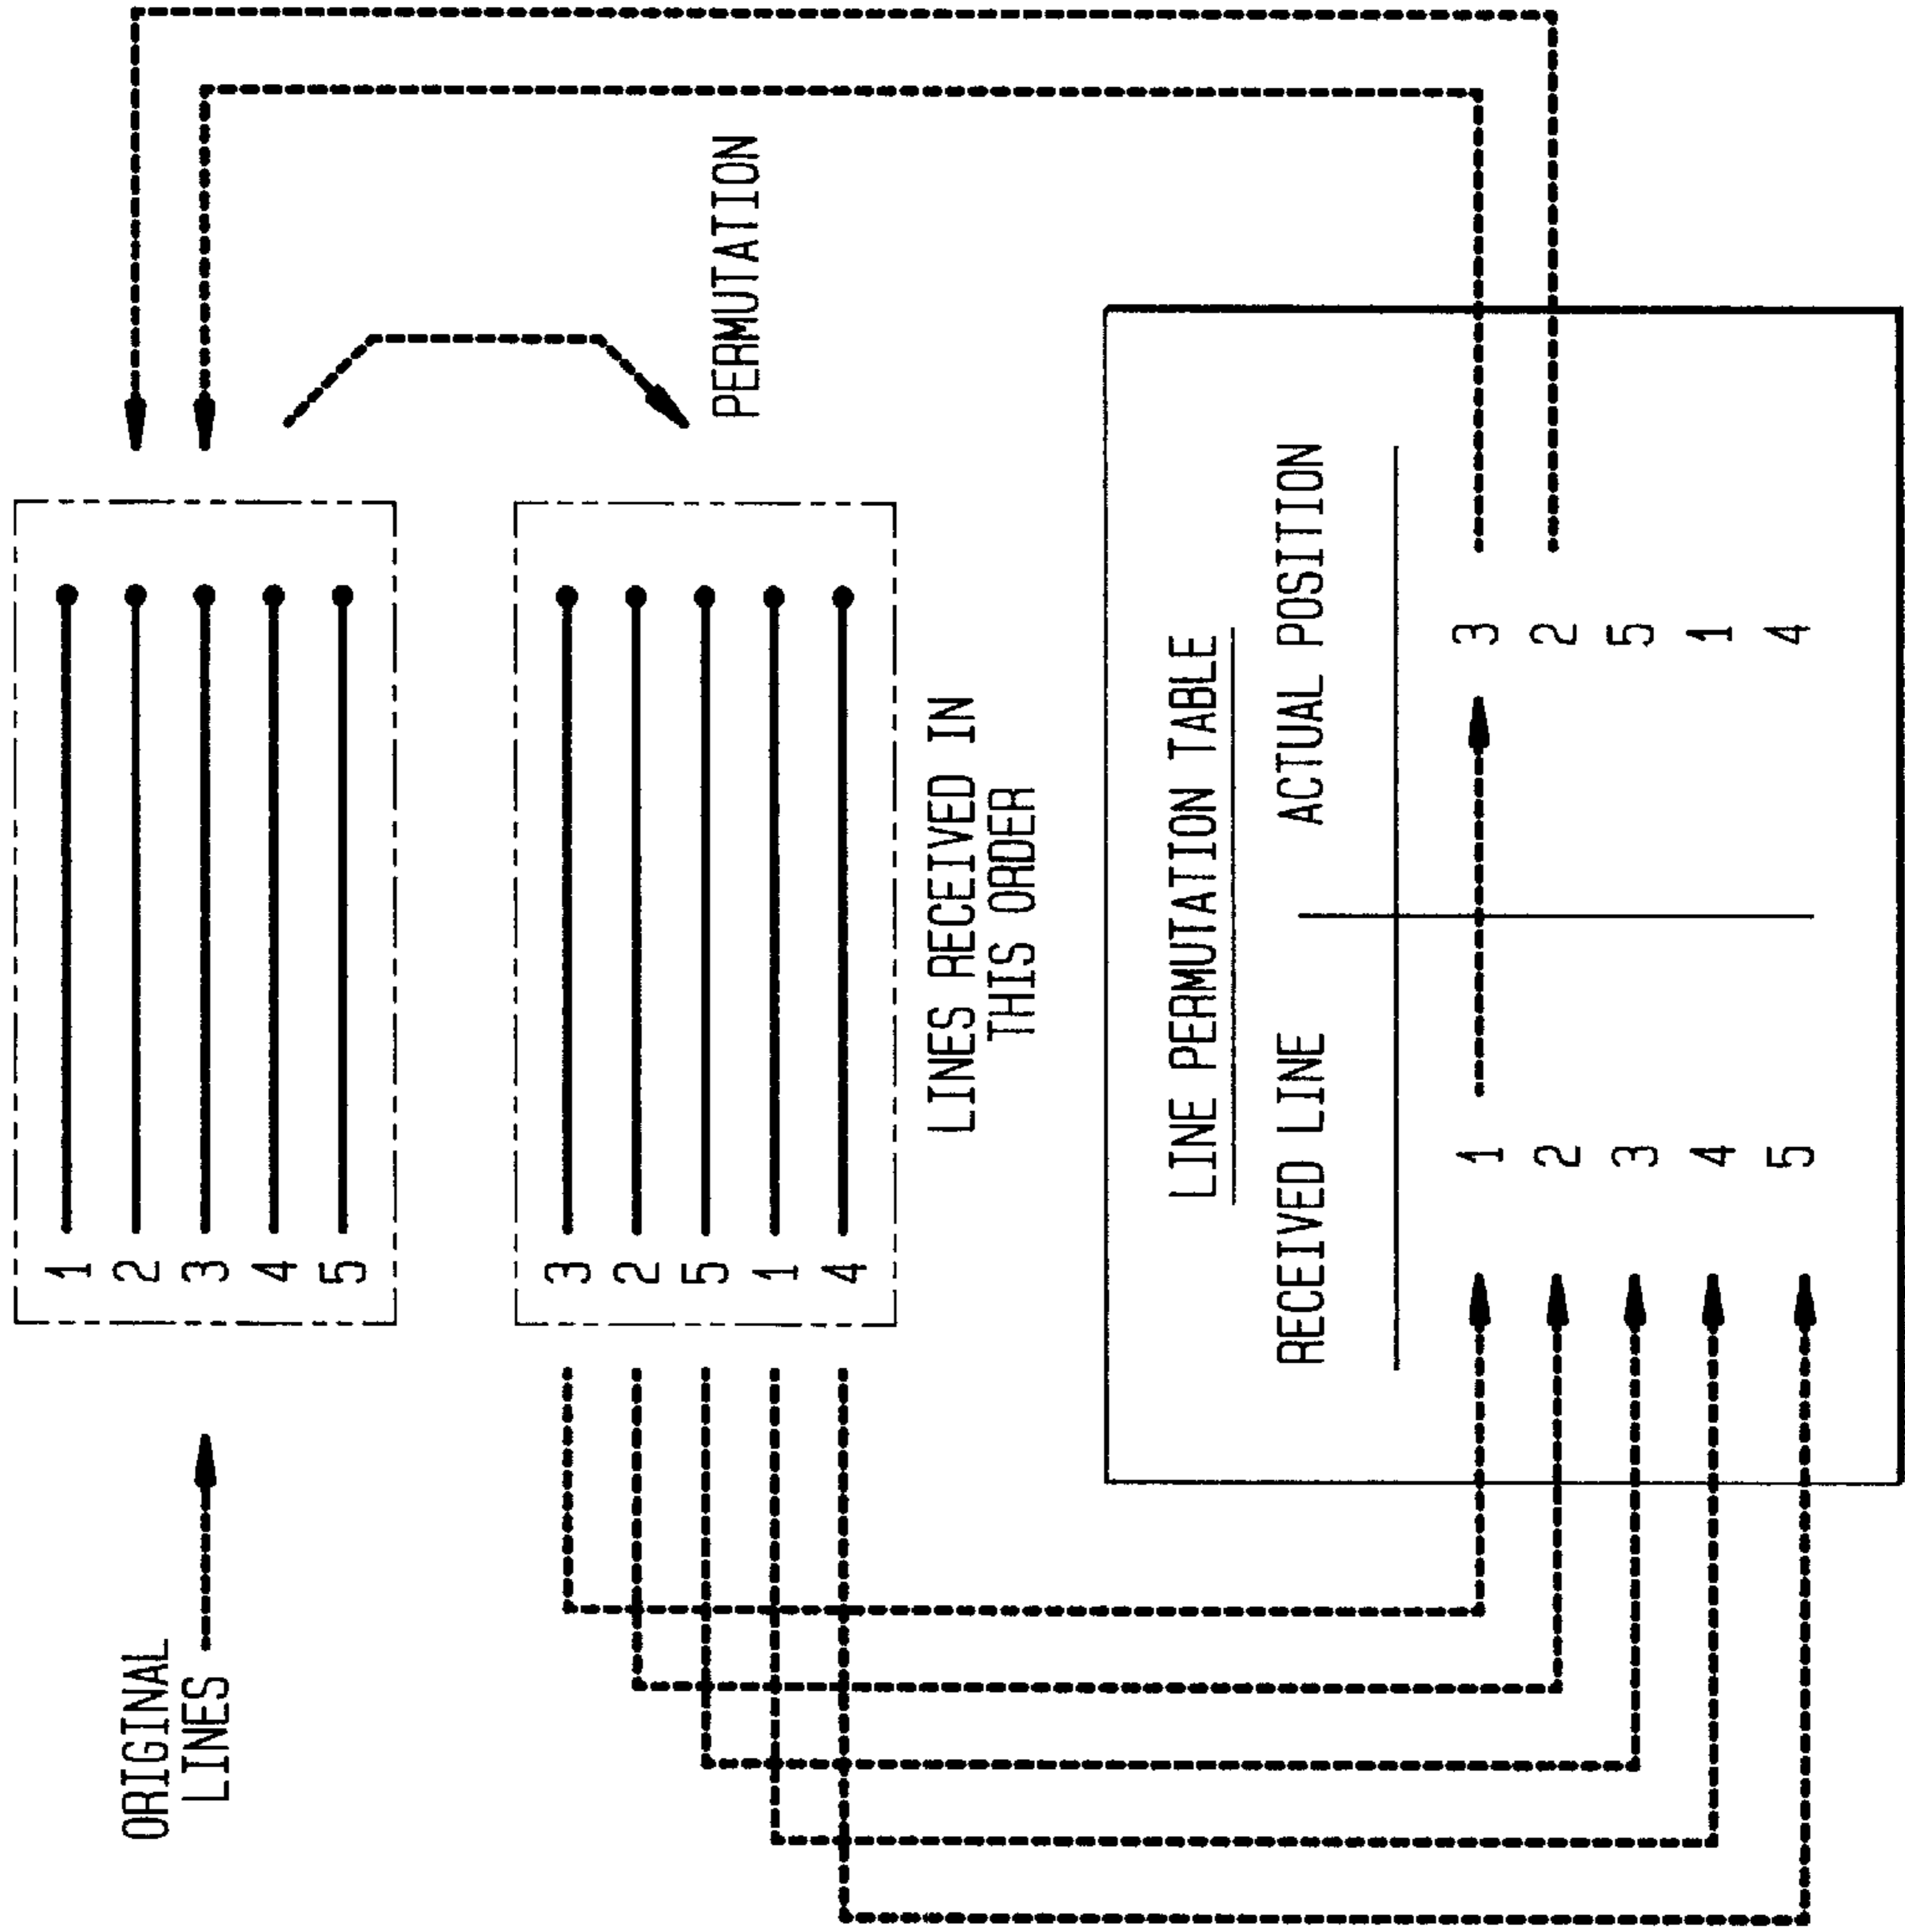 ORIGINAL
LINES
1
2
3
4
5
PERMUTATION
3
2
5
1
4
LINES RECEIVED IN
THIS ORDER
LINE PERMUTATION TABLE
RECEIVED LINE ACTUAL POSITION
1 3
2 2
3 5
4 1
5 4